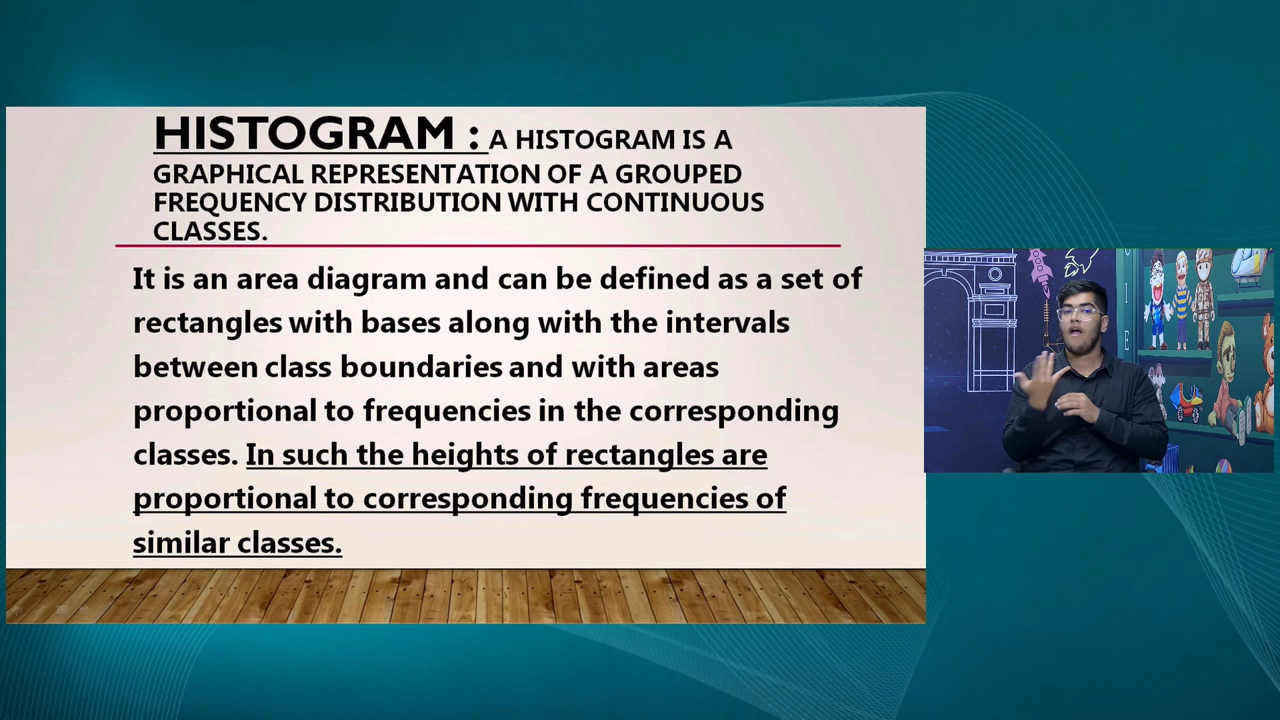 HISTOGRAM : A HISTOGRAM IS A
GRAPHICAL REPRESENTATION OF A GROUPED
FREQUENCY DISTRIBUTION WITH CONTINUOUS
CLASSES.
It is an area diagram and can be defined as a set of
rectangles with bases along with the intervals
between class boundaries and with areas
proportional to frequencies in the corresponding
classes. In such the heights of rectangles are
proportional to corresponding frequencies of
similar classes.
I
E